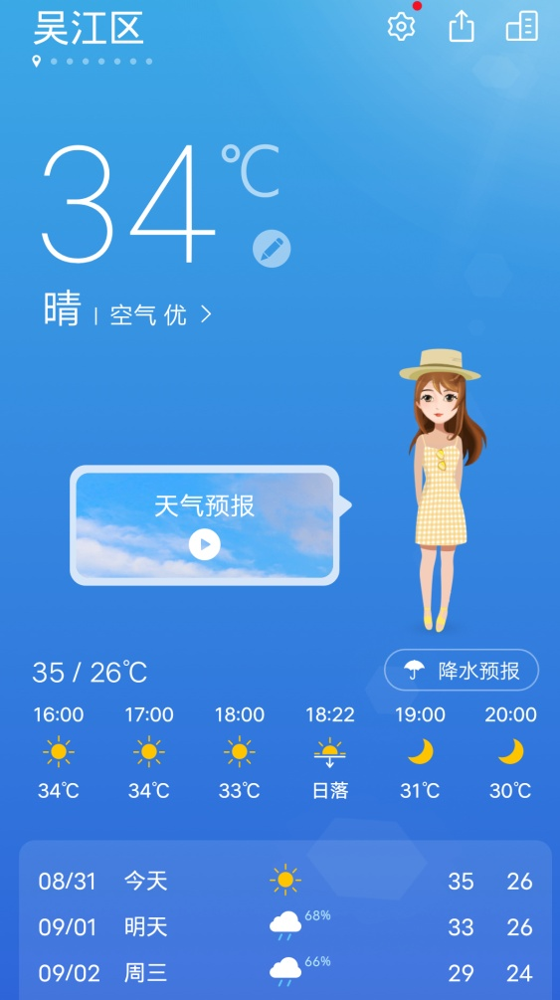 吴江区
34℃
晴 | 空气 优 >
天气预报
35 / 26℃ 降水预报
16:00 17:00 18:00 18:22 19:00 20:00
34℃ 34℃ 33℃ 日落 31℃ 30℃
08/31 今天 35 26
09/01 明天 68% 33 26
09/02 周三 66% 29 24